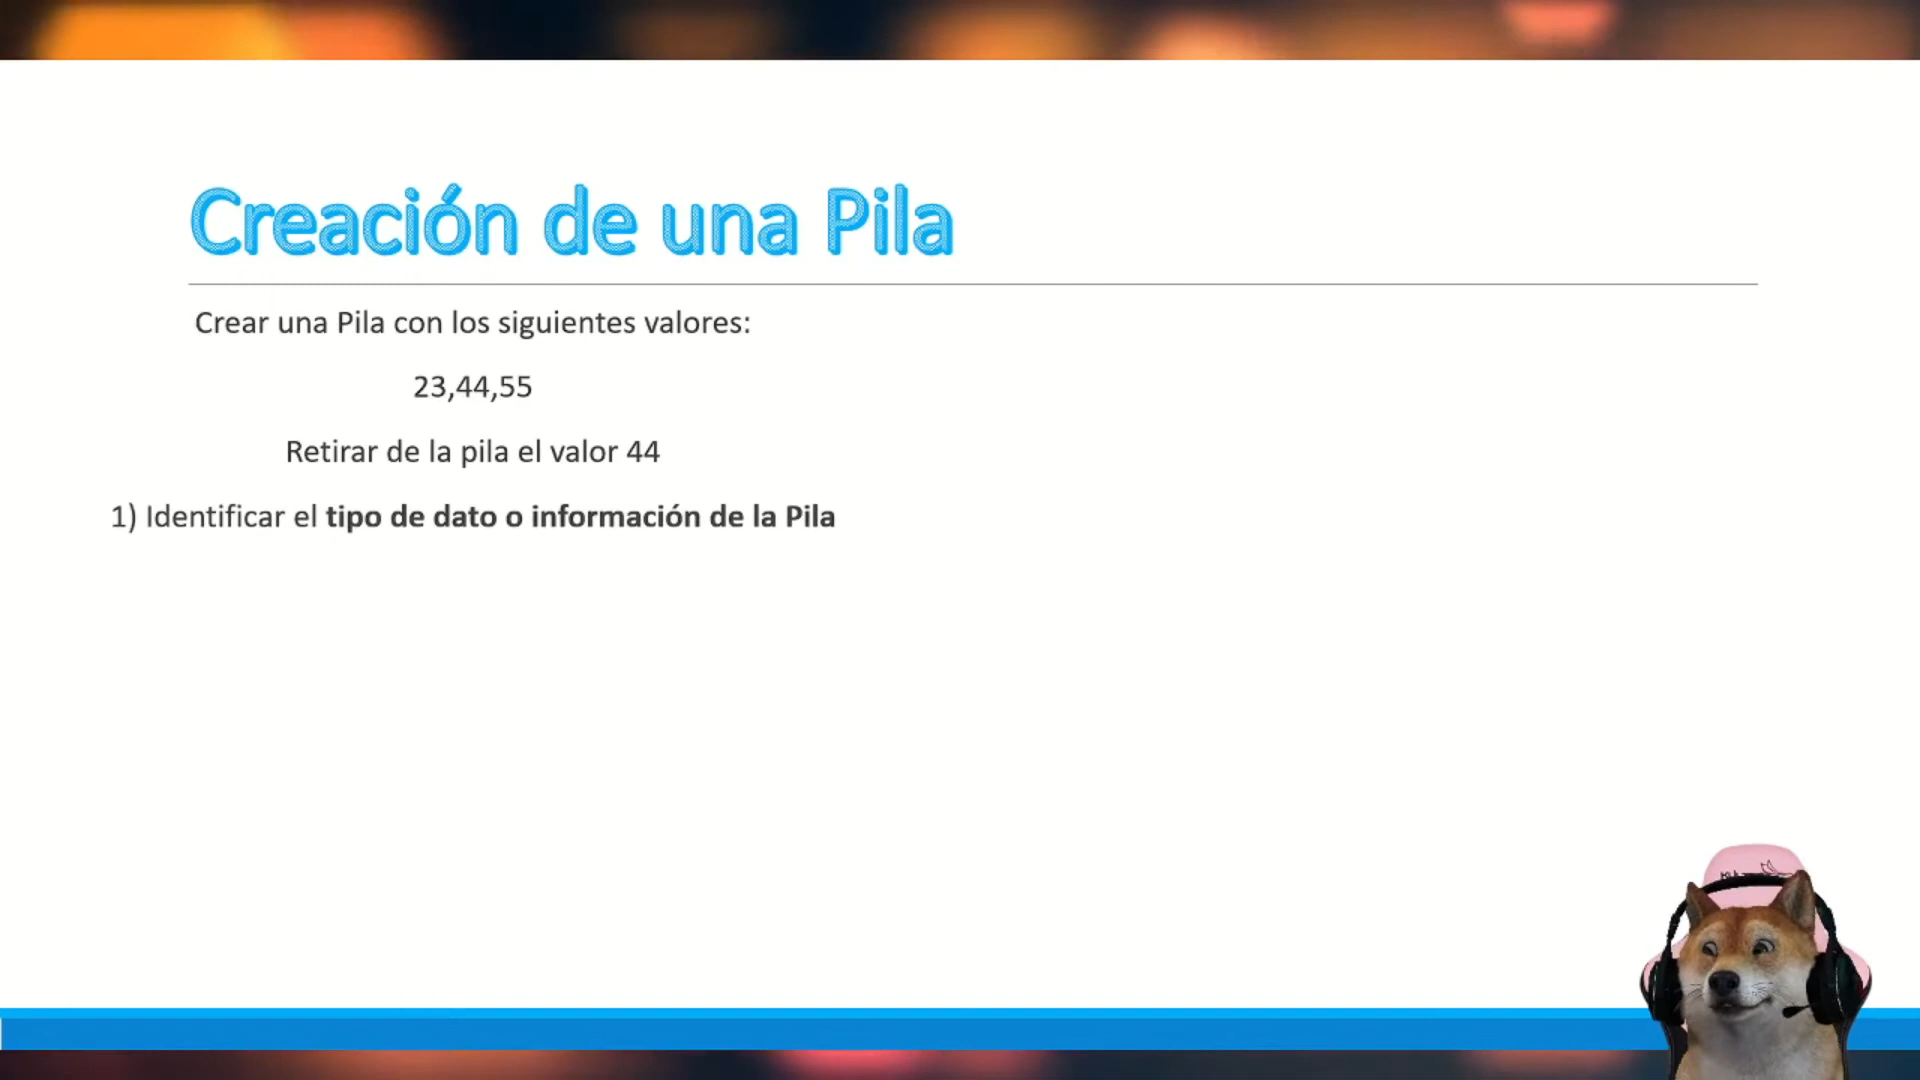 Creación de una Pila
Crear una Pila con los siguientes valores:
23,44,55
Retirar de la pila el valor 44
1) Identificar el tipo de dato o información de la Pila